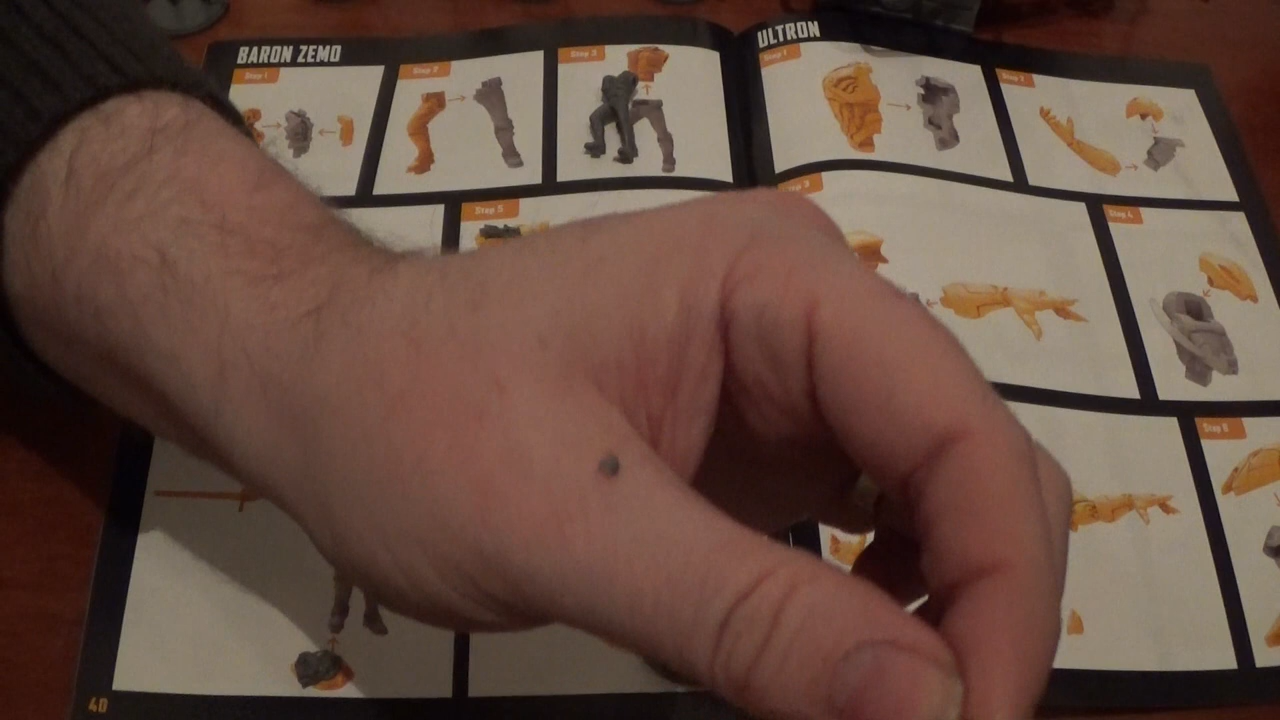 BARON ZEMO
Step 1
Step 2
Step 3
Step 5
40
ULTRON
Step 1
Step 2
Step 3
Step 4
Step 6